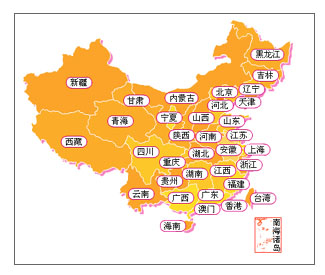 黑龙江
吉林
新疆
辽宁
北京
内蒙古
甘肃
天津
河北
宁夏
山西
青海
山东
陕西
河南
江苏
西藏
四川
安徽
上海
湖北
重庆
浙江
江西
湖南
贵州
福建
云南
广西
广东
台湾
香港
澳门
海南
南海诸岛